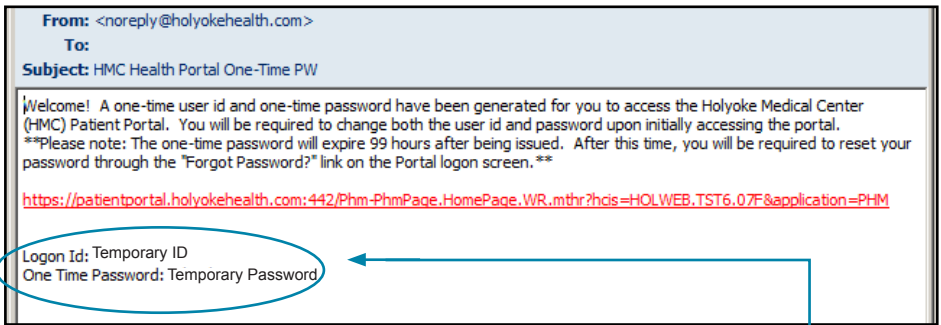 From: <noreply@holyokehealth.com>
To:
Subject: HMC Health Portal One-Time PW
Welcome!  A one-time user id and one-time password have been generated for you to access the Holyoke Medical Center
(HMC) Patient Portal.  You will be required to change both the user id and password upon initially accessing the portal.
**Please note: The one-time password will expire 99 hours after being issued.  After this time, you will be required to reset your
password through the "Forgot Password?" link on the Portal logon screen.**
https://patientportal.holyokehealth.com:442/Phm-PhmPage.HomePage.WR.mthr?hcis=HOLWEB.TST6.07F&application=PHM
Logon Id: Temporary ID
One Time Password: Temporary Password